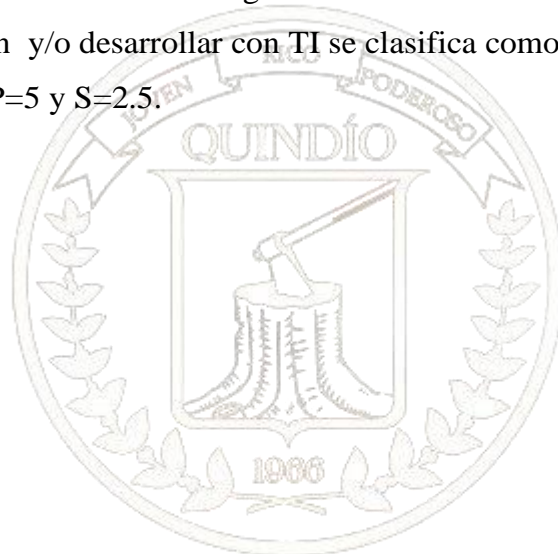 y/o desarrollar con TI se clasifica como
=5 y S=2.5.
JOVEN RICO PODEROSO
QUINDÍO
1966